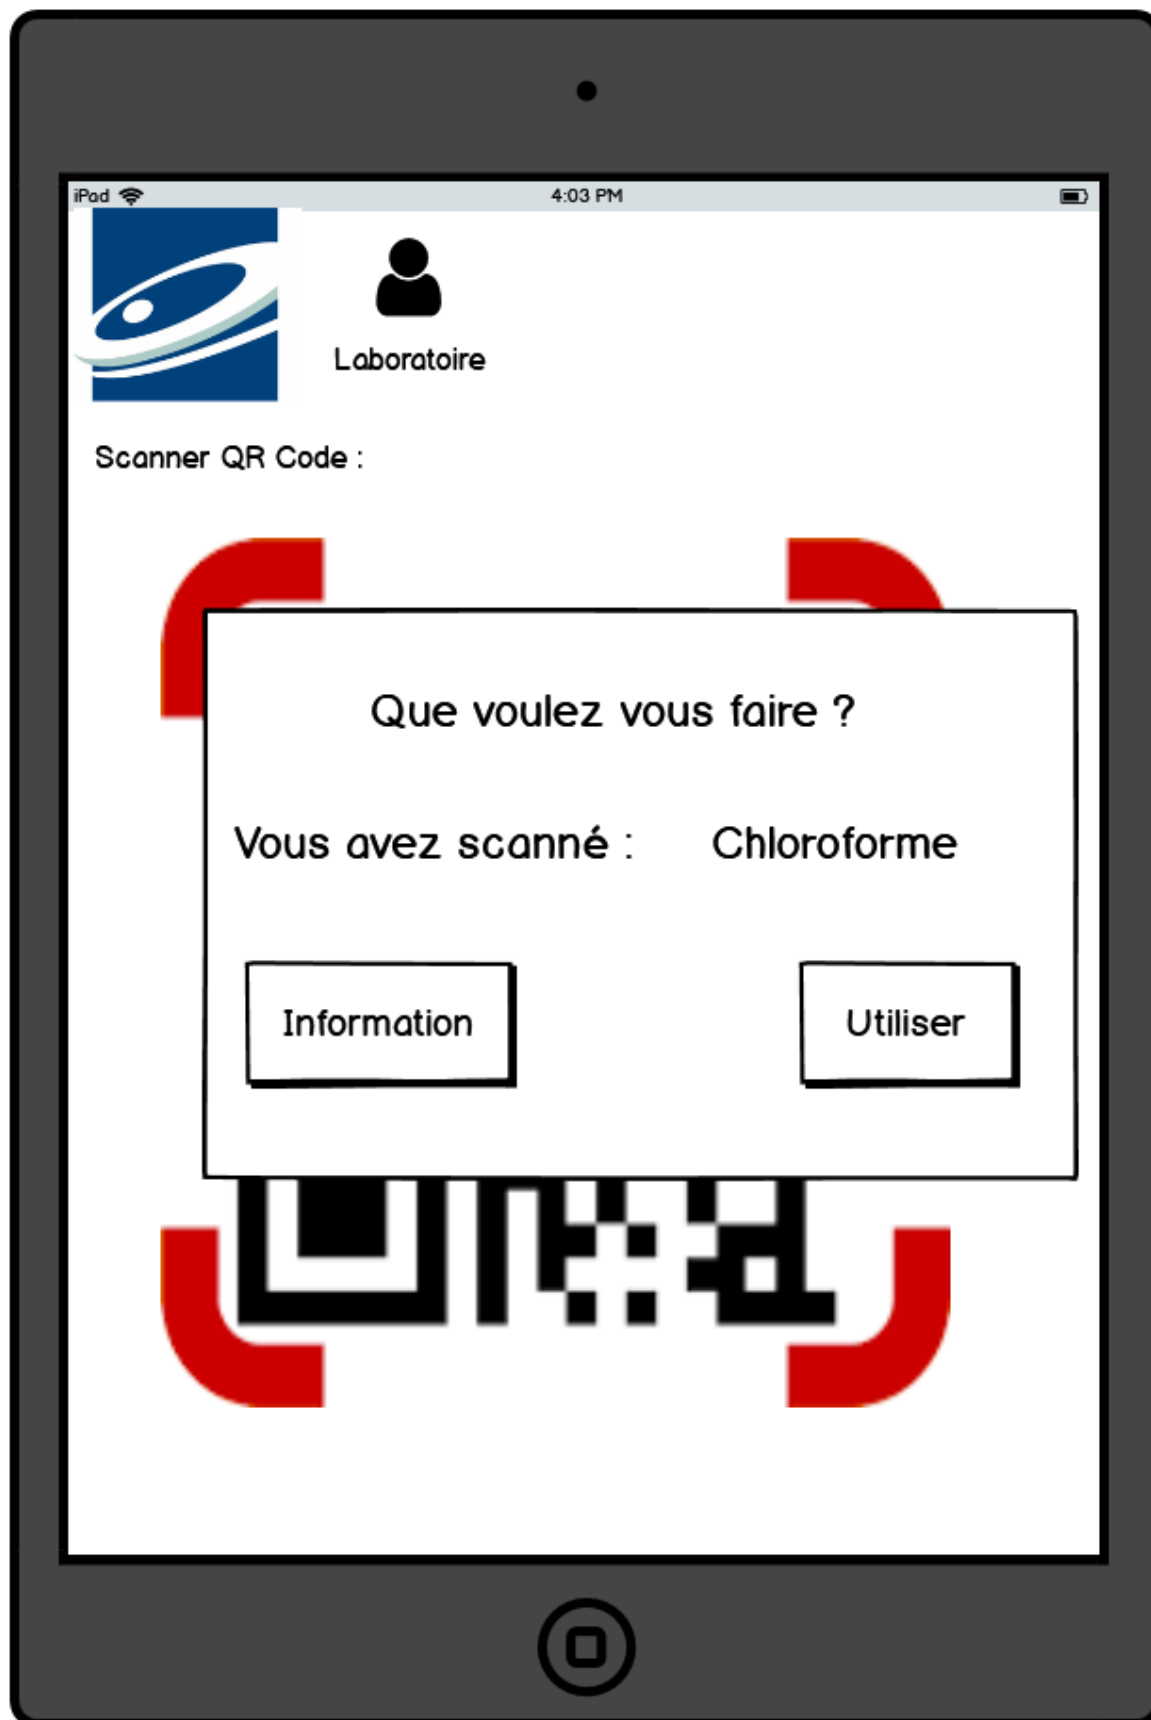 iPad
4:03 PM
Laboratoire
Scanner QR Code :
Que voulez vous faire ?
Vous avez scanné : Chloroforme
Information Utiliser